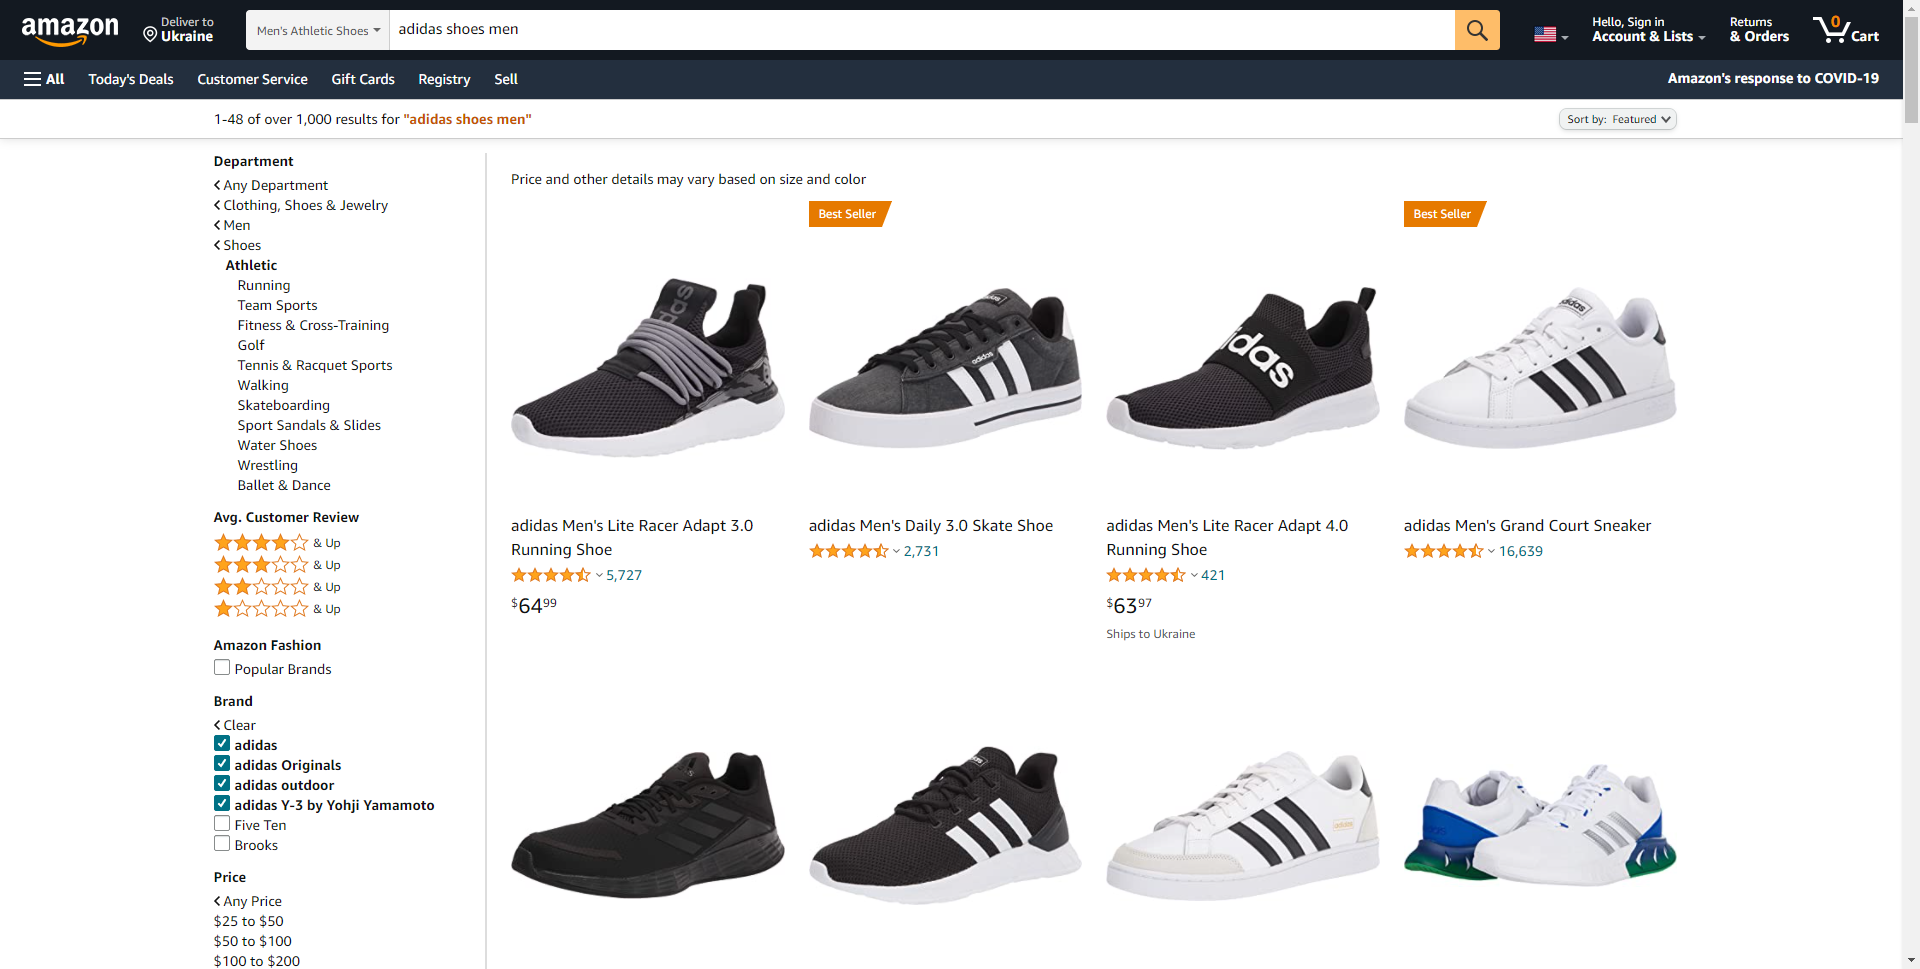 amazon
Deliver to
Ukraine
Men's Athletic Shoes
adidas shoes men
Hello, Sign in
Account & Lists
Returns
& Orders
0
Cart
All
Today's Deals
Customer Service
Gift Cards
Registry
Sell
Amazon's response to COVID-19
1-48 of over 1,000 results for "adidas shoes men"
Sort by: Featured
Department
Any Department
Clothing, Shoes & Jewelry
Men
Shoes
Athletic
Running
Team Sports
Fitness & Cross-Training
Golf
Tennis & Racquet Sports
Walking
Skateboarding
Sport Sandals & Slides
Water Shoes
Wrestling
Ballet & Dance
Avg. Customer Review
& Up
& Up
& Up
& Up
Amazon Fashion
Popular Brands
Brand
Clear
adidas
adidas Originals
adidas outdoor
adidas Y-3 by Yohji Yamamoto
Five Ten
Brooks
Price
Any Price
$25 to $50
$50 to $100
$100 to $200
Price and other details may vary based on size and color
adidas
adidas Men's Lite Racer Adapt 3.0
Running Shoe
5,727
$64.99
Best Seller
adidas
adidas Men's Daily 3.0 Skate Shoe
2,731
adidas
adidas Men's Lite Racer Adapt 4.0
Running Shoe
421
$63.97
Ships to Ukraine
Best Seller
adidas
adidas Men's Grand Court Sneaker
16,639
adidas
adidas